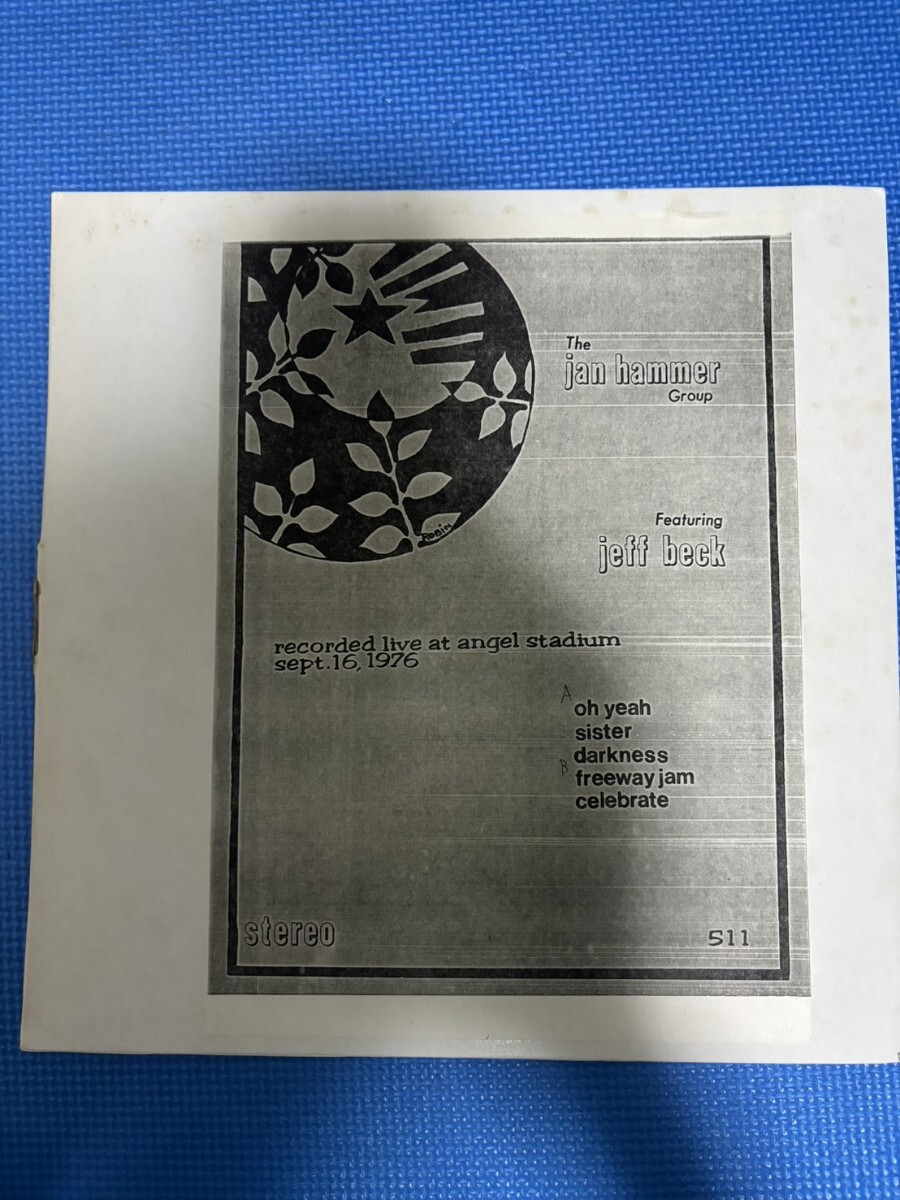 The
jan hammer
Group
Featuring
jeff beck
ROBIN
recorded live at angel stadium
sept.16,1976
A
oh yeah
sister
darkness
B
freeway jam
celebrate
stereo
511